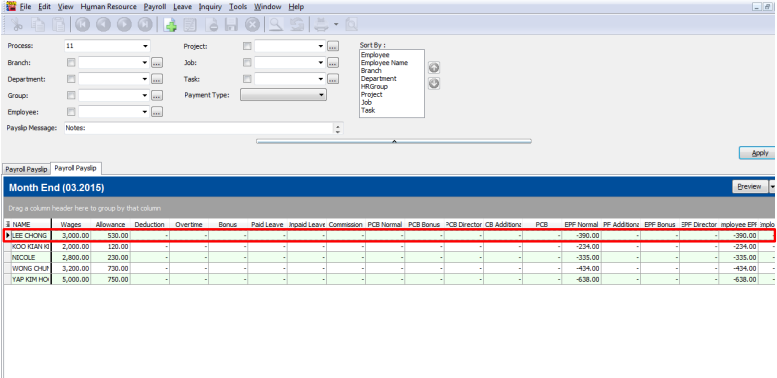 File Edit View Human Resource Payroll Leave Inquiry Tools Window Help
Process: 11 Project: Sort By :
Branch: Job: Employee
Department: Task: Employee Name
Group: Payment Type: Branch
Employee: Department
HRGroup
Project
Job
Task
Payslip Message: Notes:
Apply
Payroll Payslip Payroll Payslip
Month End (03.2015) Preview
Drag a column header here to group by that column
NAME Wages Allowance Deduction Overtime Bonus Paid Leave Inpaid Leave Commission PCB Normal PCB Bonus PCB Director CB Additiona PCB EPF Normal PF Additiona EPF Bonus EPF Director mployee EPF mplo
LEE CHONG 3,000.00 530.00 - - - - - - - - - - - -390.00 - - - -390.00 -
KOO KIAN KI 2,000.00 120.00 - - - - - - - - - - - -234.00 - - - -234.00 -
NICOLE 2,800.00 230.00 - - - - - - - - - - - -335.00 - - - -335.00 -
WONG CHUN 3,200.00 730.00 - - - - - - - - - - - -434.00 - - - -434.00 -
YAP KIM HO 5,000.00 750.00 - - - - - - - - - - - -638.00 - - - -638.00 -